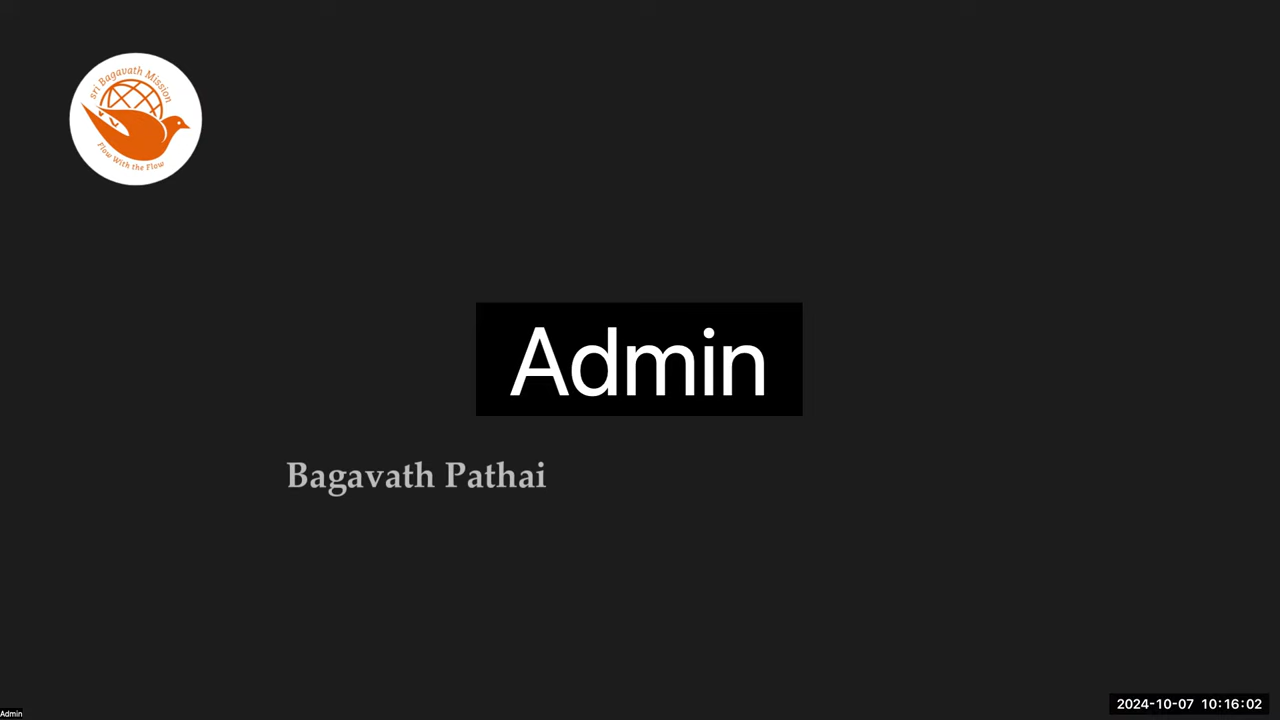 sri Bagavath Mission
Flow With the Flow
Admin
Bagavath Pathai
Admin
2024-10-07 10:16:02